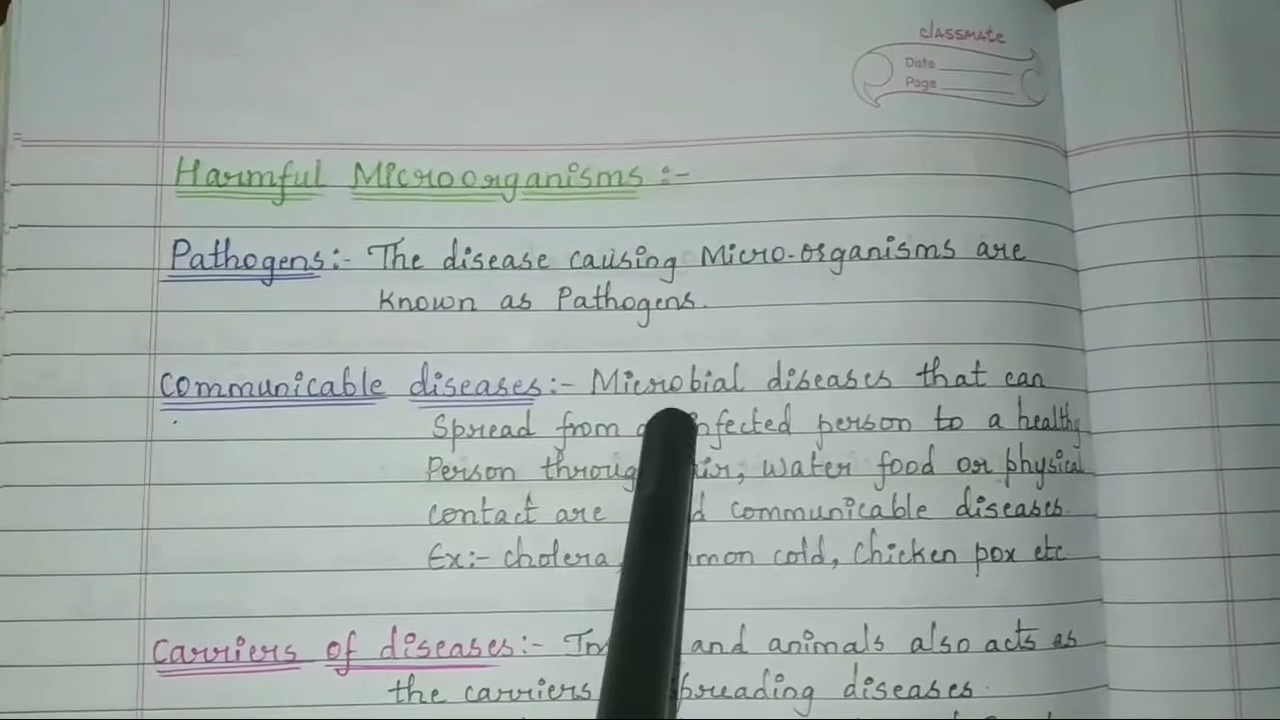 classmate
Date
Page
Harmful Microorganisms :-
Pathogens:- The disease causing Micro-organisms are
known as Pathogens.
Communicable diseases:- Microbial diseases that can
Spread from infected person to a healthy
Person through air, water food or physical
contact are communicable diseases.
Ex:- cholera, common cold, chicken pox etc
Carriers of diseases:- and animals also acts as
the carriers spreading diseases.